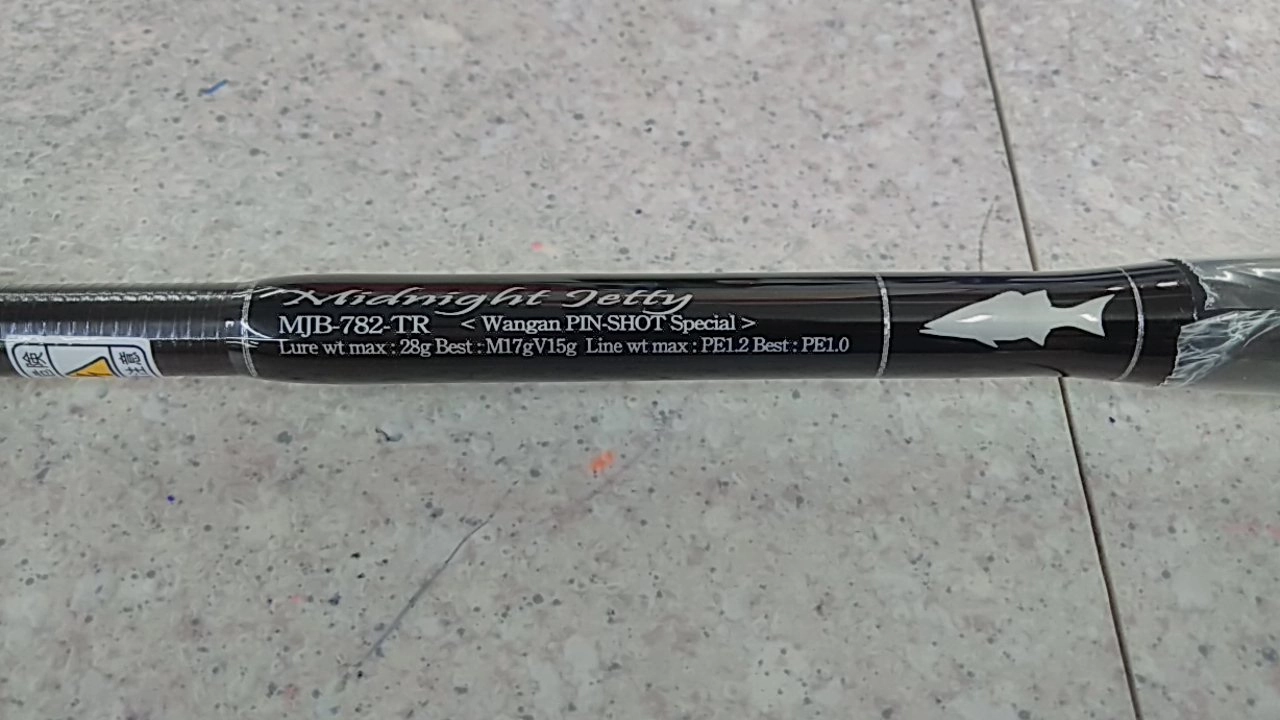 Midnight Jetty
MJB-782-TR < Wangan PIN-SHOT Special >
Lure wt max : 28g Best : M17gV15g Line wt max : PE1.2 Best : PE1.0